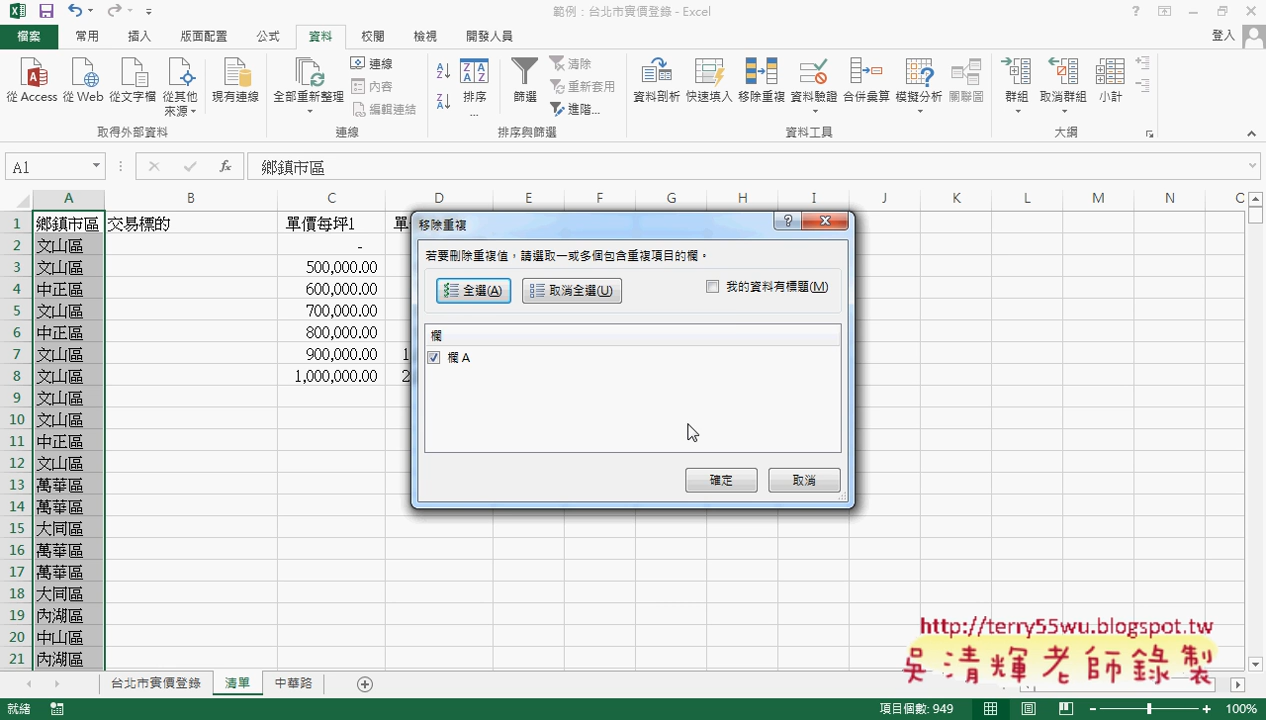 範例：台北市實價登錄 - Excel
檔案 常用 插入 版面配置 公式 資料 校閱 檢視 開發人員 登入
從 Access 從 Web 從文字檔 從其他來源 現有連線 全部重新整理 連線 內容 編輯連結 排序... 篩選 清除 重新套用 進階... 資料剖析 快速填入 移除重複 資料驗證 合併彙算 模擬分析 關聯圖 群組 取消群組 小計
取得外部資料 連線 排序與篩選 資料工具 大綱
A1 fx 鄉鎮市區
A B C D E F G H I J K L M N
1 鄉鎮市區 交易標的 單價每坪1 單
2 文山區 -
3 文山區 500,000.00
4 中正區 600,000.00
5 文山區 700,000.00
6 中正區 800,000.00
7 文山區 900,000.00 1
8 文山區 1,000,000.00 2
9 文山區
10 文山區
11 中正區
12 文山區
13 萬華區
14 萬華區
15 大同區
16 萬華區
17 萬華區
18 大同區
19 內湖區
20 中山區
21 內湖區
移除重複
若要刪除重複值，請選取一或多個包含重複項目的欄。
全選(A) 取消全選(U) 我的資料有標題(M)
欄
欄 A
確定 取消
http://terry55wu.blogspot.tw
吳清輝老師錄製
台北市實價登錄 清單 中華路
就緒 項目個數: 949 100%